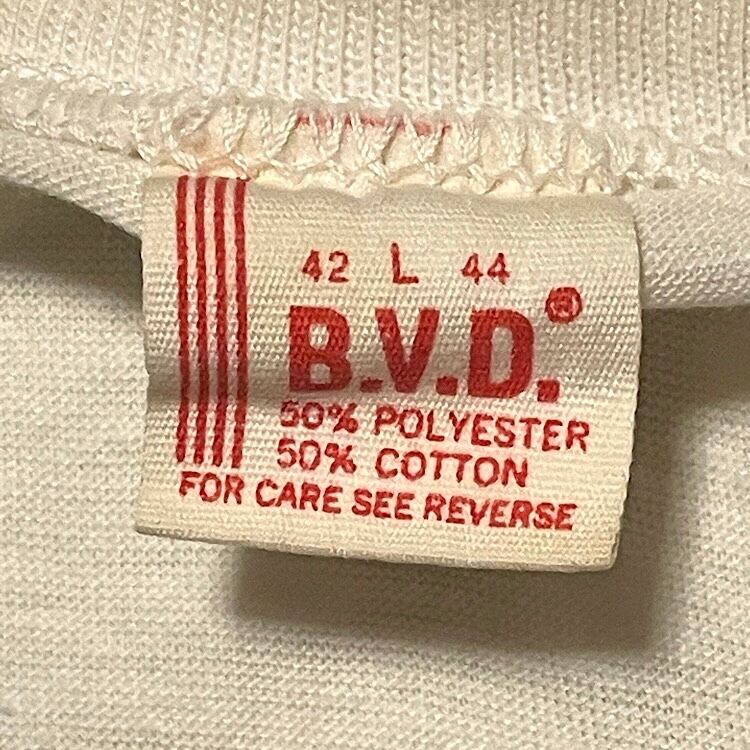 42 L 44
B.V.D.®
50% POLYESTER
50% COTTON
FOR CARE SEE REVERSE